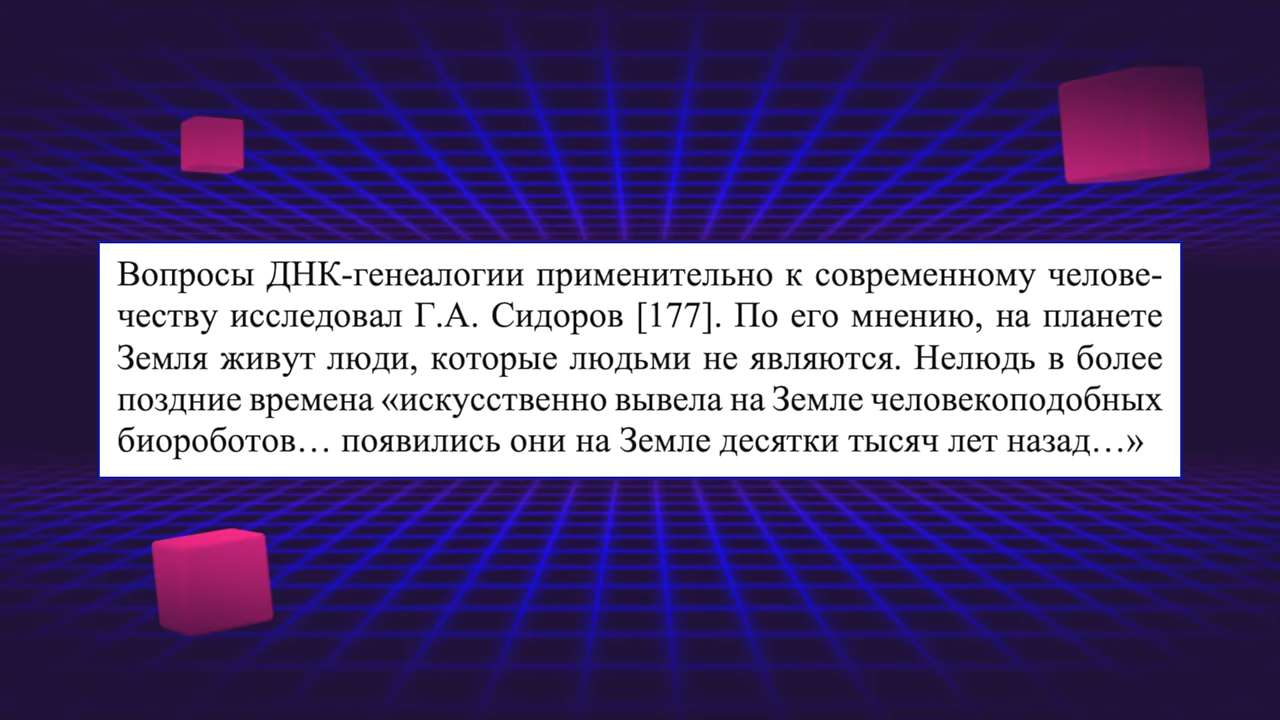 Вопросы ДНК-генеалогии применительно к современному челове-
честву исследовал Г.А. Сидоров [177]. По его мнению, на планете
Земля живут люди, которые людьми не являются. Нелюдь в более
поздние времена «искусственно вывела на Земле человекоподобных
биороботов… появились они на Земле десятки тысяч лет назад…»